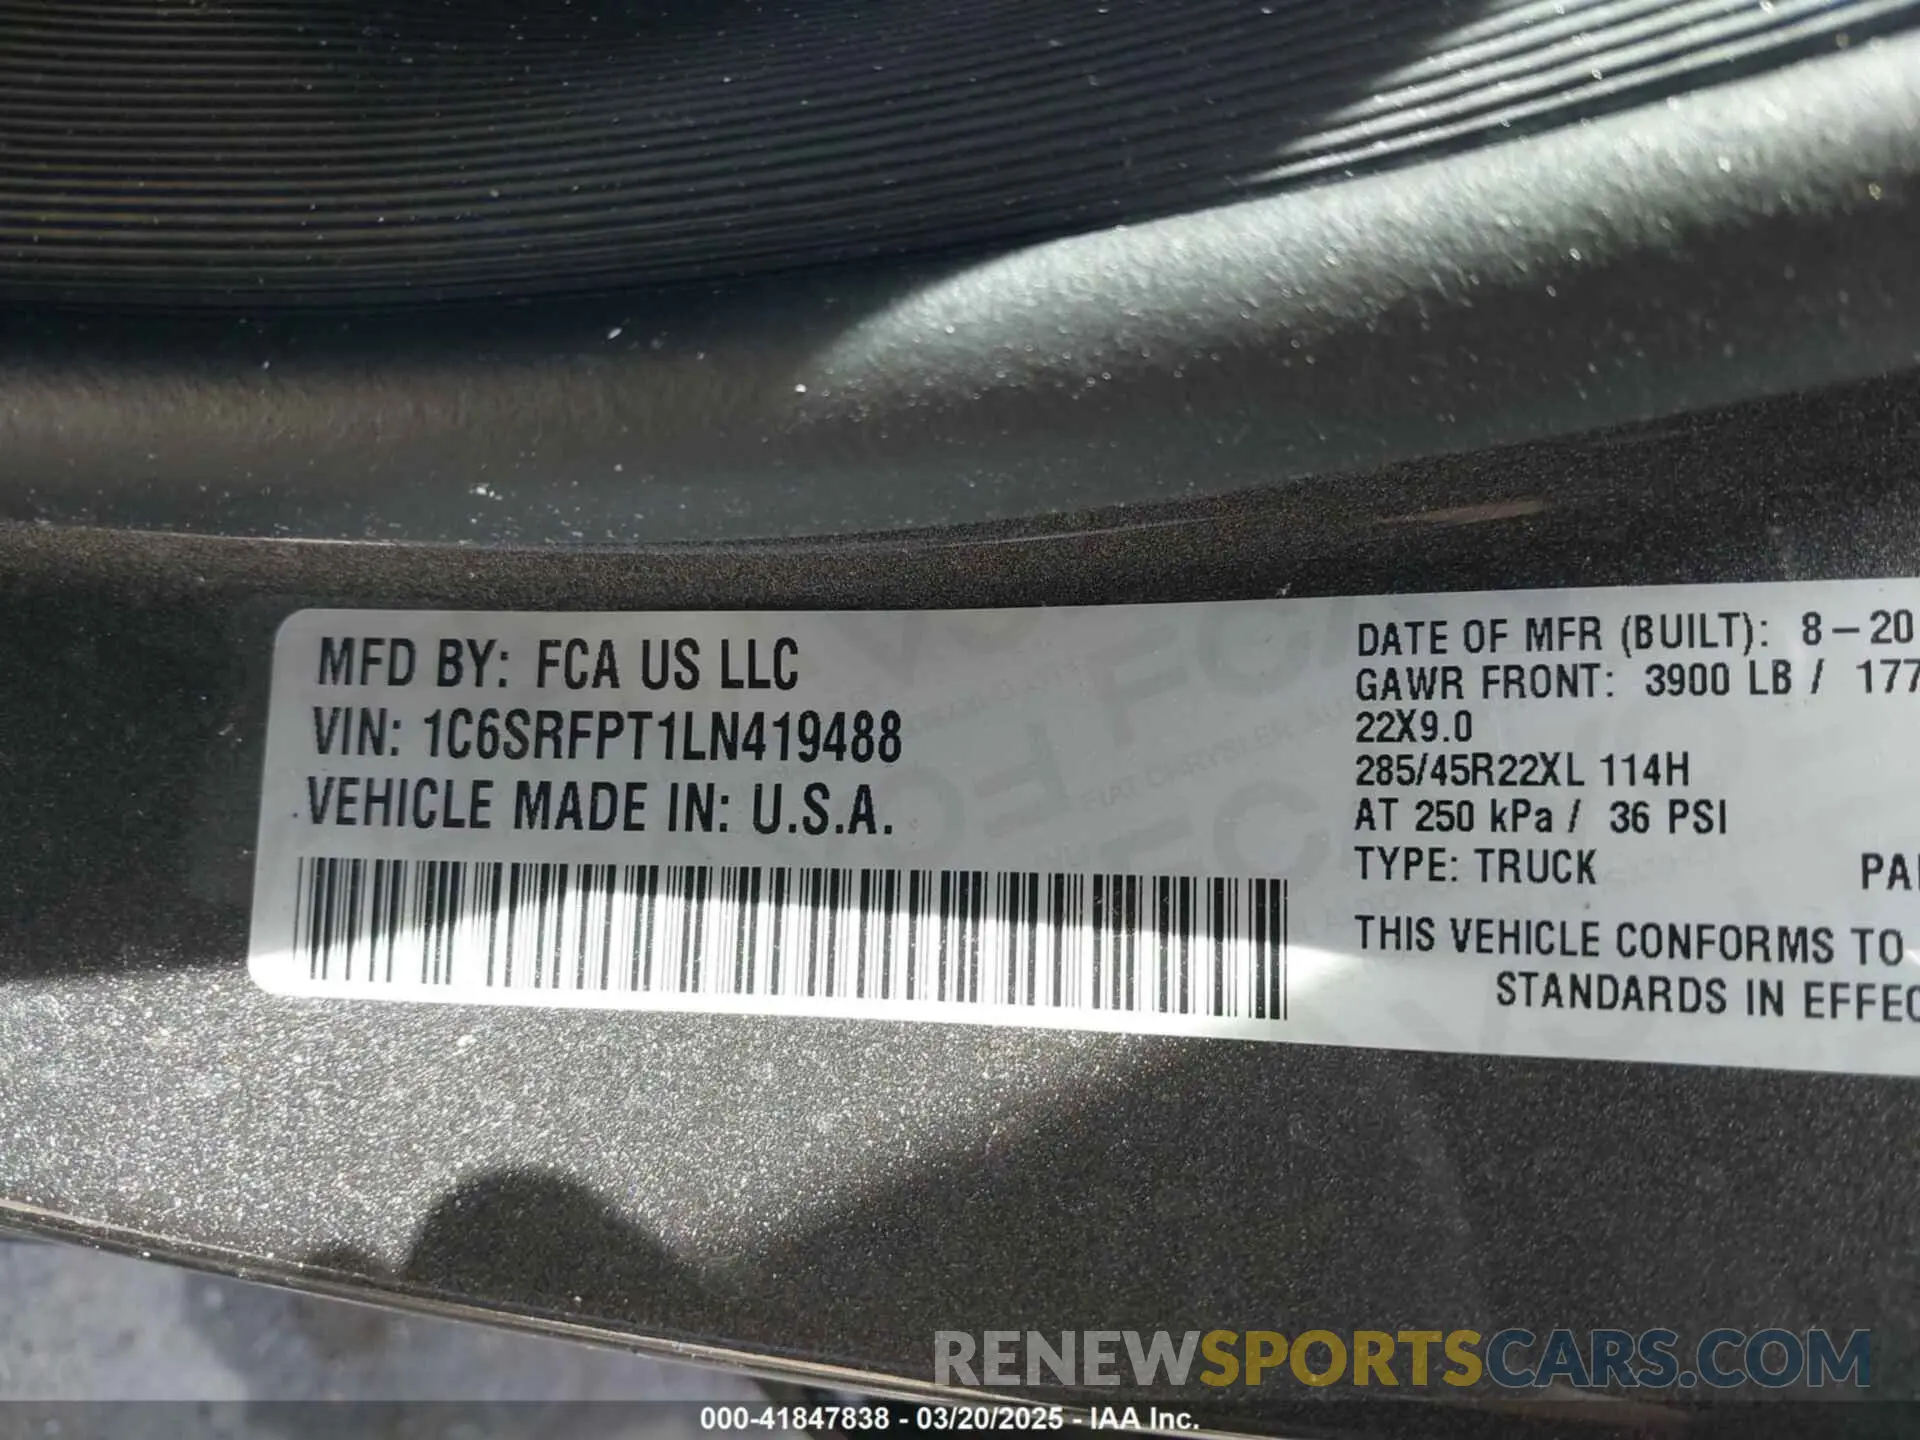 MFD BY: FCA US LLC
VIN: 1C6SRFPT1LN419488
VEHICLE MADE IN: U.S.A.
DATE OF MFR (BUILT): 8-20
GAWR FRONT: 3900 LB / 177
22X9.0
285/45R22XL 114H
AT 250 kPa / 36 PSI
TYPE: TRUCK
THIS VEHICLE CONFORMS TO
STANDARDS IN EFFEC
RENEWSPORTSCARS.COM
000-41847838 - 03/20/2025 - IAA Inc.